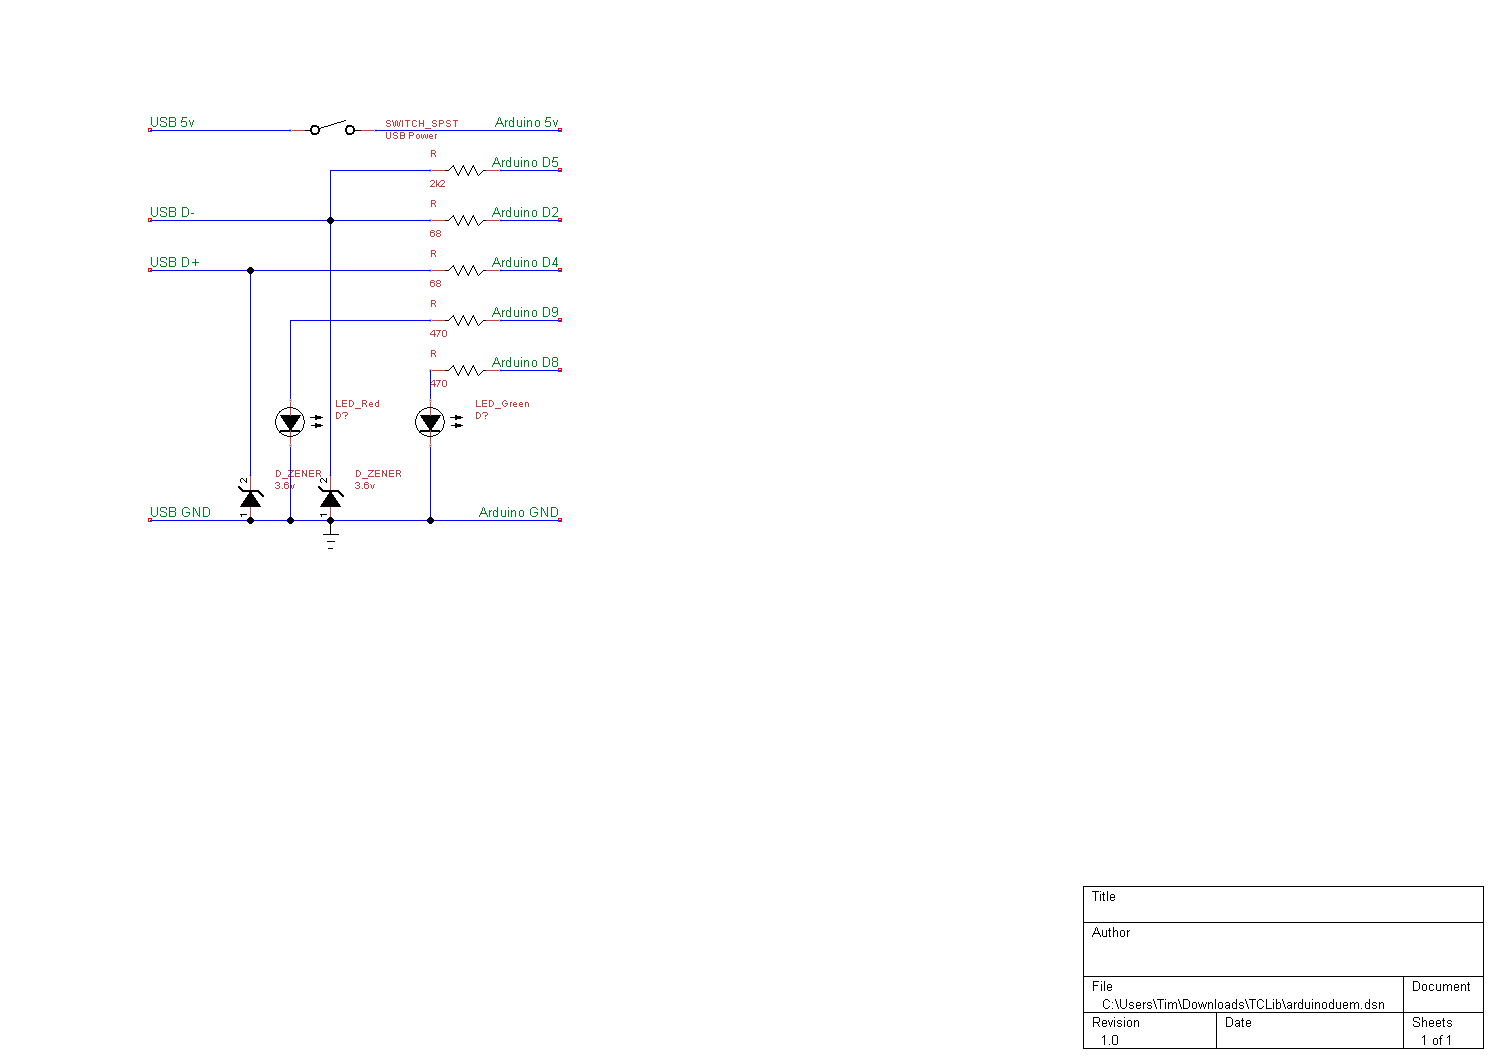 USB 5v
SWITCH_SPST
USB Power
Arduino 5v
R
2k2
Arduino D5
USB D-
R
68
Arduino D2
USB D+
R
68
Arduino D4
R
470
Arduino D9
R
470
Arduino D8
LED_Red
D?
LED_Green
D?
2
D_ZENER
3.6v
1
2
D_ZENER
3.6v
1
USB GND
Arduino GND
Title
Author
File
C:\Users\Tim\Downloads\TCLib\arduinoduem.dsn
Document
Revision
1.0
Date
Sheets
1 of 1